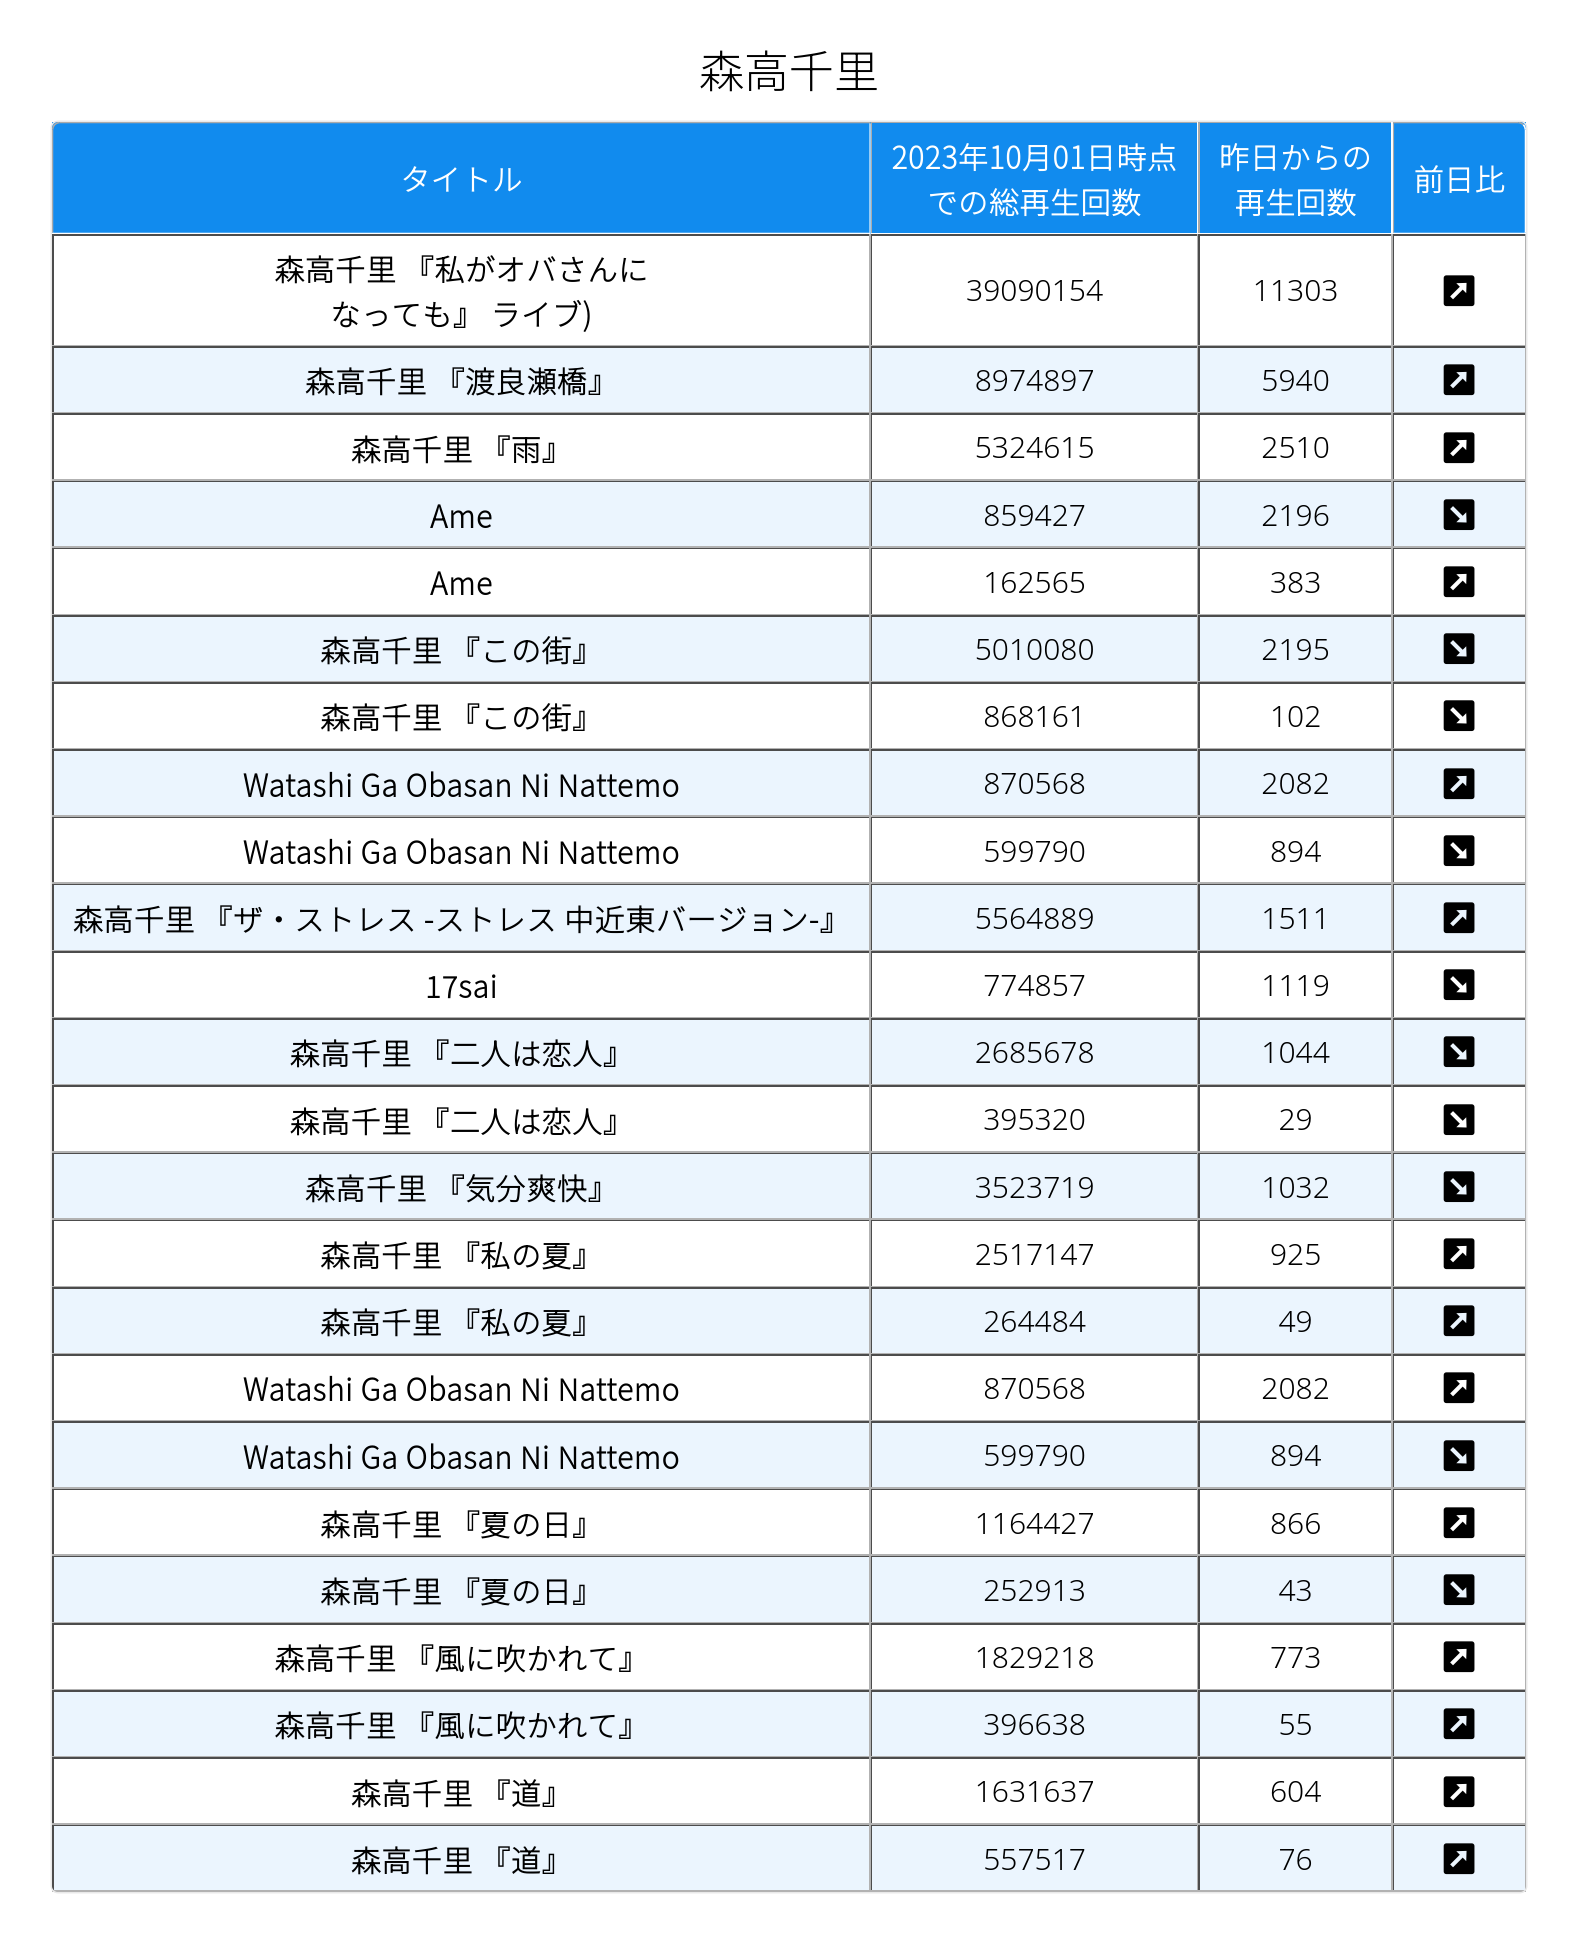 森高千里
タイトル
2023年10月01日時点
での総再生回数
昨日からの
再生回数
前日比
森高千里 『私がオバさんに
なっても』 ライブ)
39090154 11303
森高千里 『渡良瀬橋』 8974897 5940
森高千里 『雨』 5324615 2510
Ame 859427 2196
Ame 162565 383
森高千里 『この街』 5010080 2195
森高千里 『この街』 868161 102
Watashi Ga Obasan Ni Nattemo 870568 2082
Watashi Ga Obasan Ni Nattemo 599790 894
森高千里 『ザ・ストレス -ストレス 中近東バージョン-』 5564889 1511
17sai 774857 1119
森高千里 『二人は恋人』 2685678 1044
森高千里 『二人は恋人』 395320 29
森高千里 『気分爽快』 3523719 1032
森高千里 『私の夏』 2517147 925
森高千里 『私の夏』 264484 49
Watashi Ga Obasan Ni Nattemo 870568 2082
Watashi Ga Obasan Ni Nattemo 599790 894
森高千里 『夏の日』 1164427 866
森高千里 『夏の日』 252913 43
森高千里 『風に吹かれて』 1829218 773
森高千里 『風に吹かれて』 396638 55
森高千里 『道』 1631637 604
森高千里 『道』 557517 76